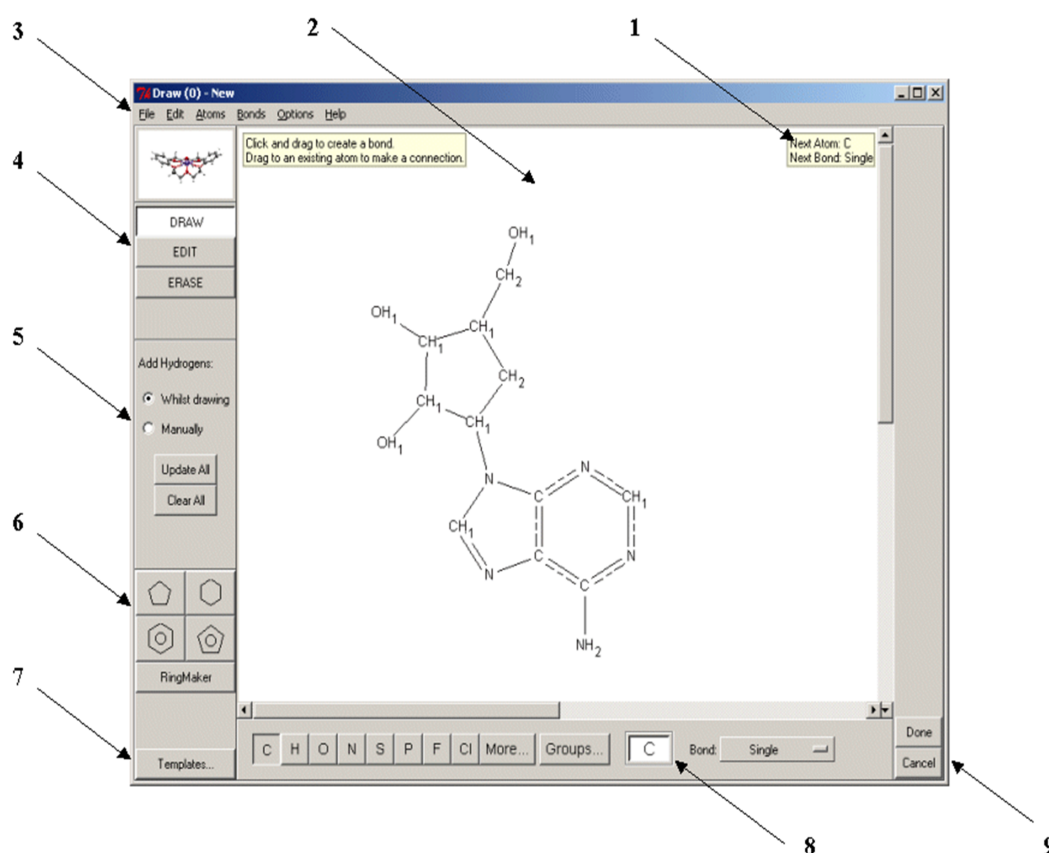 3
2
1
Draw (0) - New
File Edit Atoms Bonds Options Help
4
Click and drag to create a bond.
Drag to an existing atom to make a connection.
Next Atom: C
Next Bond: Single
DRAW
EDIT
ERASE
5
Add Hydrogens:
Whilst drawing
Manually
Update All
Clear All
6
RingMaker
7
Templates...
OH1
CH2
OH1
CH1
CH1
CH2
CH1
CH1
OH1
N
N
C
CH1
CH1
C
N
N
C
NH2
C H O N S P F Cl More... Groups... C Bond: Single
Done
Cancel
8
9